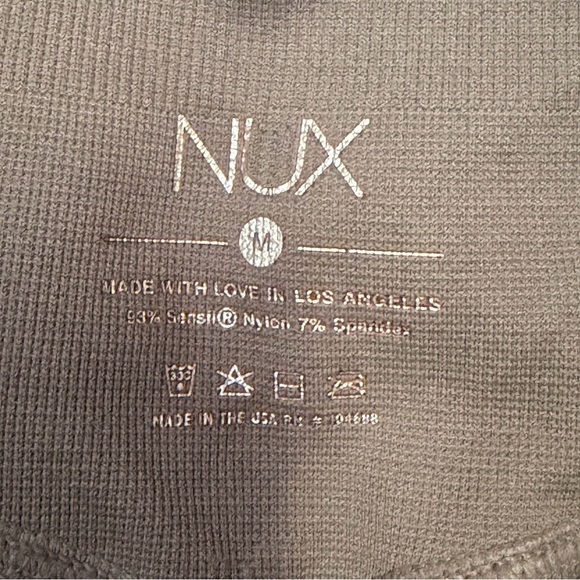 NUX
M
MADE WITH LOVE IN LOS ANGELES
93% Sensil® Nylon 7% Spandex
MADE IN THE USA RN # 104688